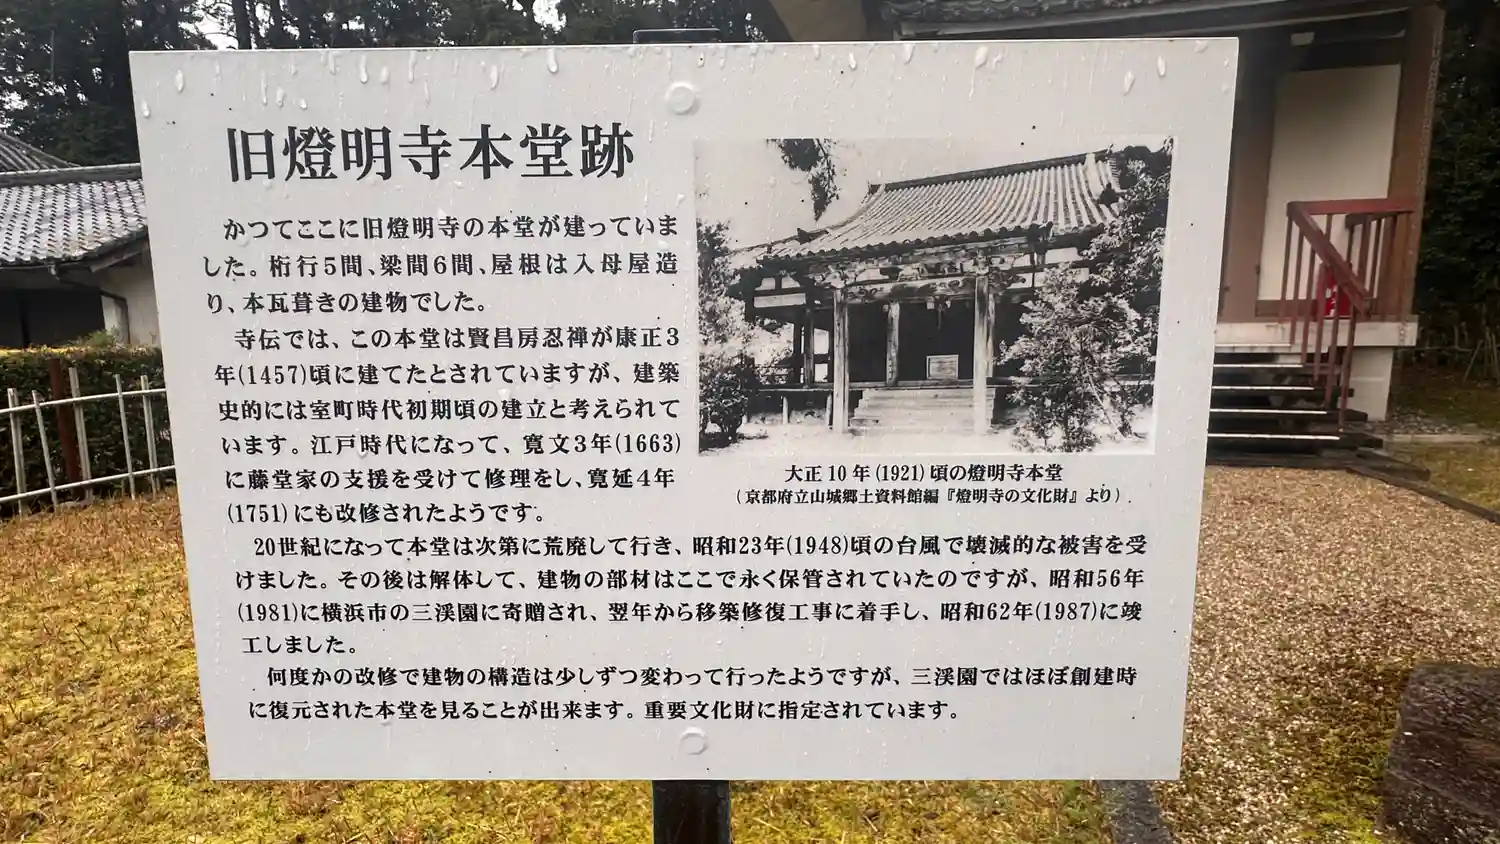 旧燈明寺本堂跡
かつてここに旧燈明寺の本堂が建っていま
した。桁行5間、梁間6間、屋根は入母屋造
り、本瓦葺きの建物でした。
寺伝では、この本堂は賢昌房忍禅が康正3
年(1457)頃に建てたとされていますが、建築
史的には室町時代初期頃の建立と考えられて
います。江戸時代になって、寛文3年(1663)
に藤堂家の支援を受けて修理をし、寛延4年
(1751)にも改修されたようです。
大正10年(1921)頃の燈明寺本堂
(京都府立山城郷土資料館編『燈明寺の文化財』より)
20世紀になって本堂は次第に荒廃して行き、昭和23年(1948)頃の台風で壊滅的な被害を受
けました。その後は解体して、建物の部材はここで永く保管されていたのですが、昭和56年
(1981)に横浜市の三渓園に寄贈され、翌年から移築修復工事に着手し、昭和62年(1987)に竣
工しました。
何度かの改修で建物の構造は少しずつ変わって行ったようですが、三渓園ではほぼ創建時
に復元された本堂を見ることが出来ます。重要文化財に指定されています。